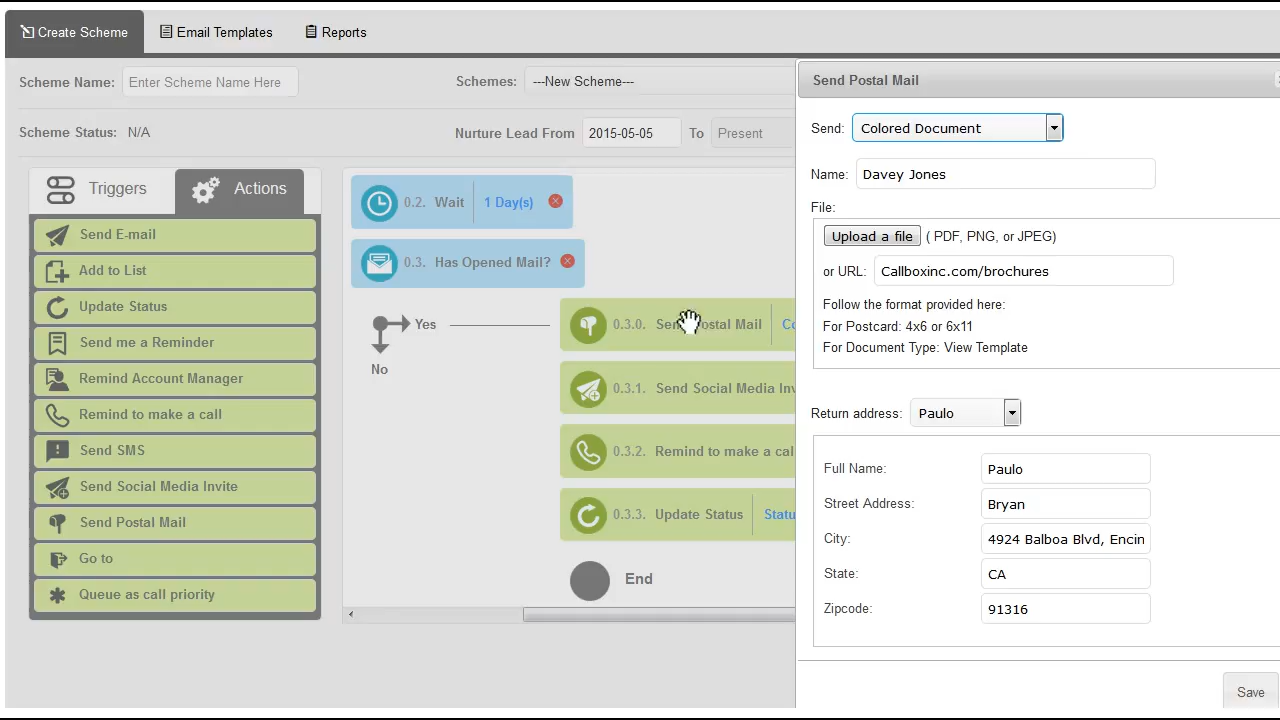 Create Scheme
Email Templates
Reports
Scheme Name: Enter Scheme Name Here
Schemes: ---New Scheme---
Scheme Status: N/A
Nurture Lead From 2015-05-05 To Present
Triggers
Actions
Send E-mail
Add to List
Update Status
Send me a Reminder
Remind Account Manager
Remind to make a call
Send SMS
Send Social Media Invite
Send Postal Mail
Go to
Queue as call priority
0.2. Wait 1 Day(s)
0.3. Has Opened Mail?
Yes
No
0.3.0. Send Postal Mail Co
0.3.1. Send Social Media Inv
0.3.2. Remind to make a cal
0.3.3. Update Status Statu
End
Send Postal Mail
Send: Colored Document
Name: Davey Jones
File:
Upload a file ( PDF, PNG, or JPEG)
or URL: Callboxinc.com/brochures
Follow the format provided here:
For Postcard: 4x6 or 6x11
For Document Type: View Template
Return address: Paulo
Full Name: Paulo
Street Address: Bryan
City: 4924 Balboa Blvd, Encin
State: CA
Zipcode: 91316
Save